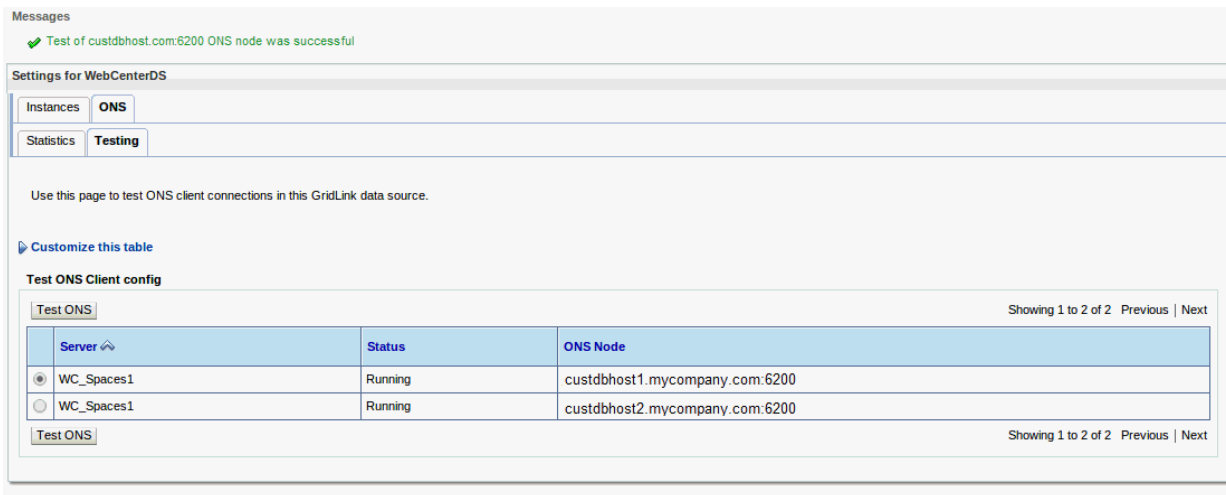 Messages
Test of custdbhost.com:6200 ONS node was successful
Settings for WebCenterDS
Instances ONS
Statistics Testing
Use this page to test ONS client connections in this GridLink data source.
Customize this table
Test ONS Client config
Test ONS Showing 1 to 2 of 2 Previous | Next
Server Status ONS Node
WC_Spaces1 Running custdbhost1.mycompany.com:6200
WC_Spaces1 Running custdbhost2.mycompany.com:6200
Test ONS Showing 1 to 2 of 2 Previous | Next